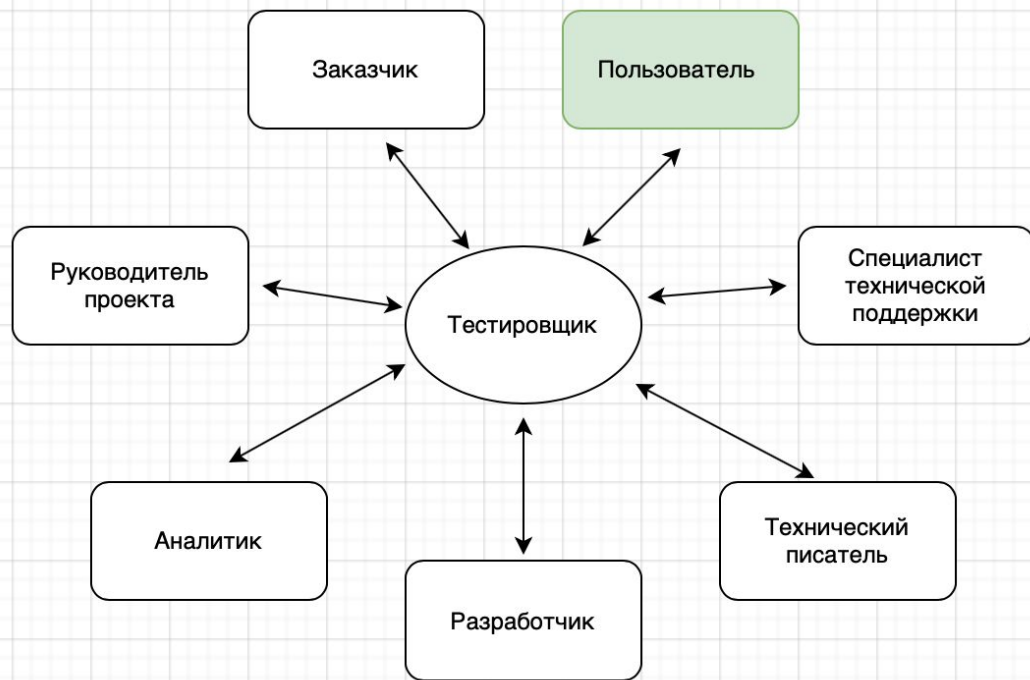 Заказчик
Пользователь
Руководитель
проекта
Специалист
технической
поддержки
Тестировщик
Аналитик
Технический
писатель
Разработчик